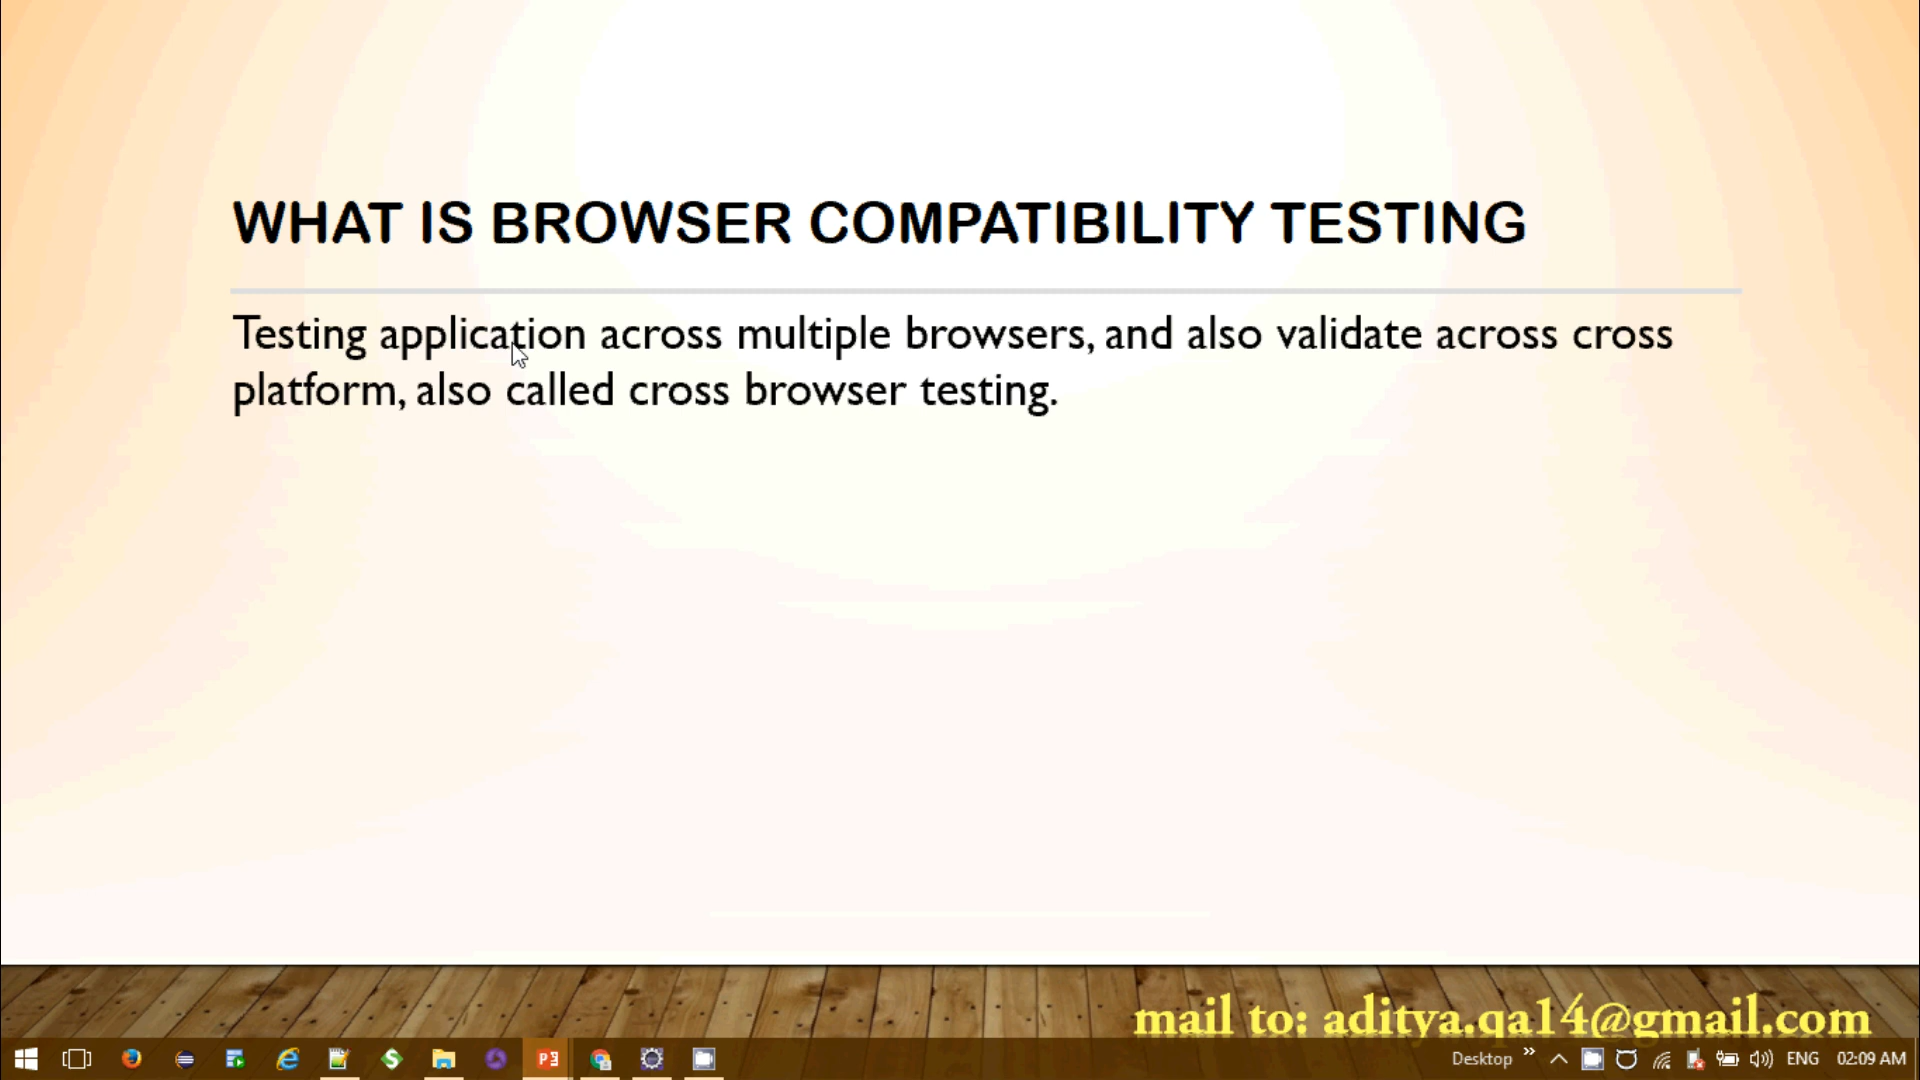 WHAT IS BROWSER COMPATIBILITY TESTING
Testing application across multiple browsers, and also validate across cross
platform, also called cross browser testing.
mail to: aditya.qa14@gmail.com
Desktop
ENG
02:09 AM